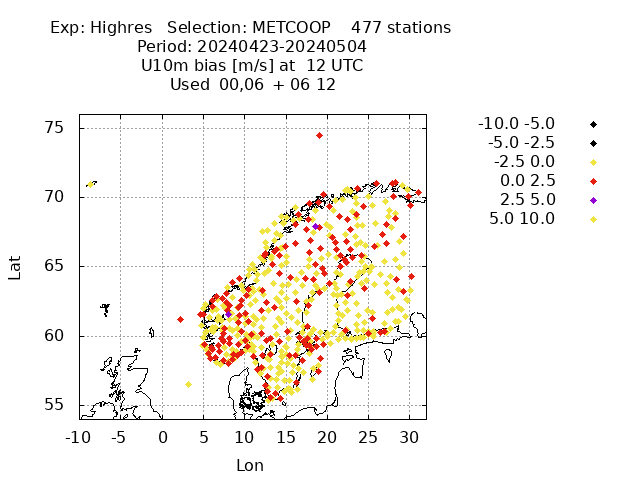 Exp: Highres   Selection: METCOOP    477 stations
Period: 20240423-20240504
U10m bias [m/s] at  12 UTC
Used  00,06  + 06 12
-10.0 -5.0
-5.0 -2.5
-2.5 0.0
0.0 2.5
2.5 5.0
5.0 10.0
75
70
65
60
55
Lat
-10 -5 0 5 10 15 20 25 30
Lon